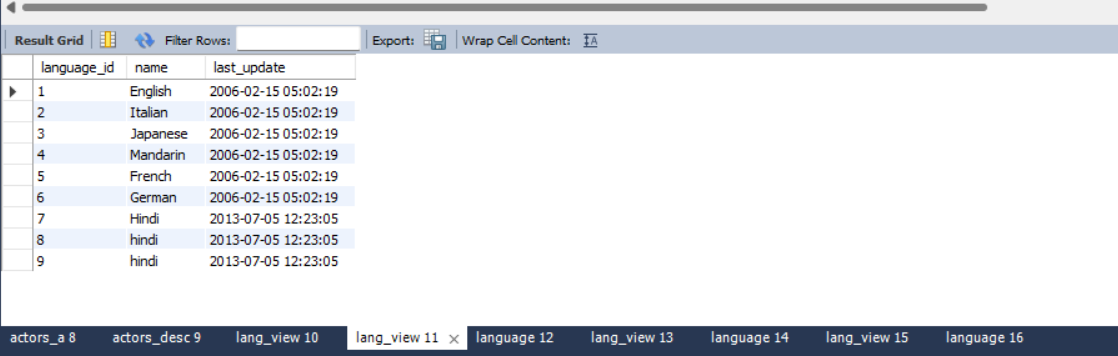 Result Grid Filter Rows: Export: Wrap Cell Content:
language_id name last_update
1 English 2006-02-15 05:02:19
2 Italian 2006-02-15 05:02:19
3 Japanese 2006-02-15 05:02:19
4 Mandarin 2006-02-15 05:02:19
5 French 2006-02-15 05:02:19
6 German 2006-02-15 05:02:19
7 Hindi 2013-07-05 12:23:05
8 hindi 2013-07-05 12:23:05
9 hindi 2013-07-05 12:23:05
actors_a 8 actors_desc 9 lang_view 10 lang_view 11 language 12 lang_view 13 language 14 lang_view 15 language 16